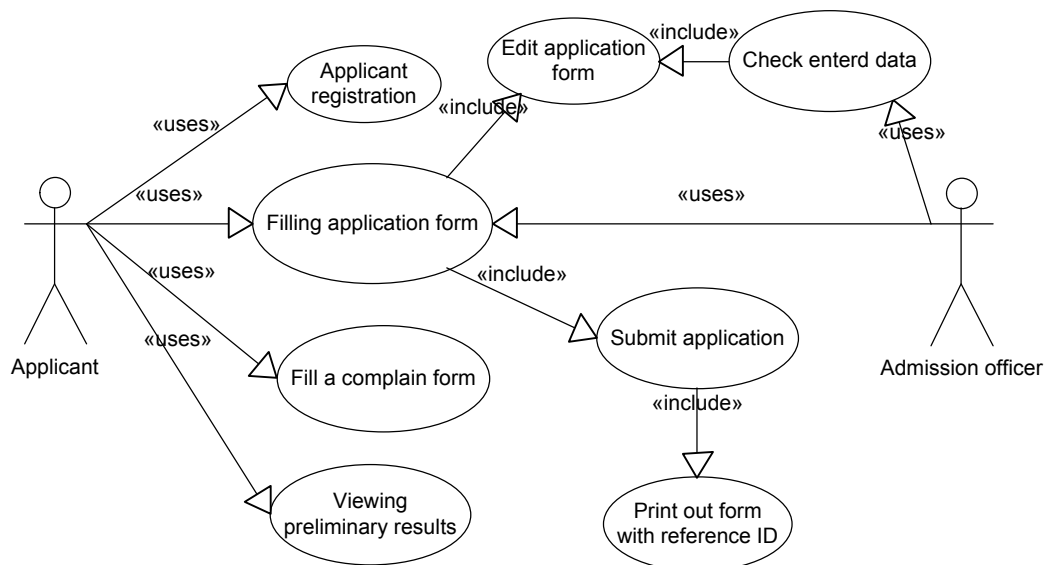 Edit application
form
«include»
Check enterd data
Applicant
registration
«include»
«uses»
«uses»
«uses»
Filling application form
«uses»
«uses»
«include»
«uses»
Submit application
Applicant
Fill a complain form
Admission officer
«include»
Viewing
preliminary results
Print out form
with reference ID